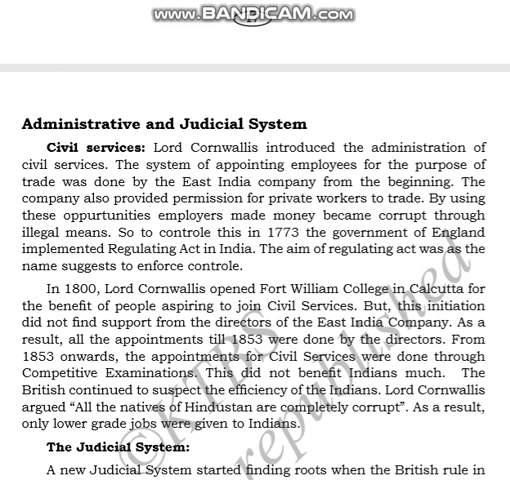 www.BANDICAM.com
Administrative and Judicial System
Civil services: Lord Cornwallis introduced the administration of
civil services. The system of appointing employees for the purpose of
trade was done by the East India company from the beginning. The
company also provided permission for private workers to trade. By using
these oppurtunities employers made money became corrupt through
illegal means. So to controle this in 1773 the government of England
implemented Regulating Act in India. The aim of regulating act was as the
name suggests to enforce controle.
In 1800, Lord Cornwallis opened Fort William College in Calcutta for
the benefit of people aspiring to join Civil Services. But, this initiation
did not find support from the directors of the East India Company. As a
result, all the appointments till 1853 were done by the directors. From
1853 onwards, the appointments for Civil Services were done through
Competitive Examinations. This did not benefit Indians much. The
British continued to suspect the efficiency of the Indians. Lord Cornwallis
argued “All the natives of Hindustan are completely corrupt”. As a result,
only lower grade jobs were given to Indians.
The Judicial System:
A new Judicial System started finding roots when the British rule in
©KTBS
republished